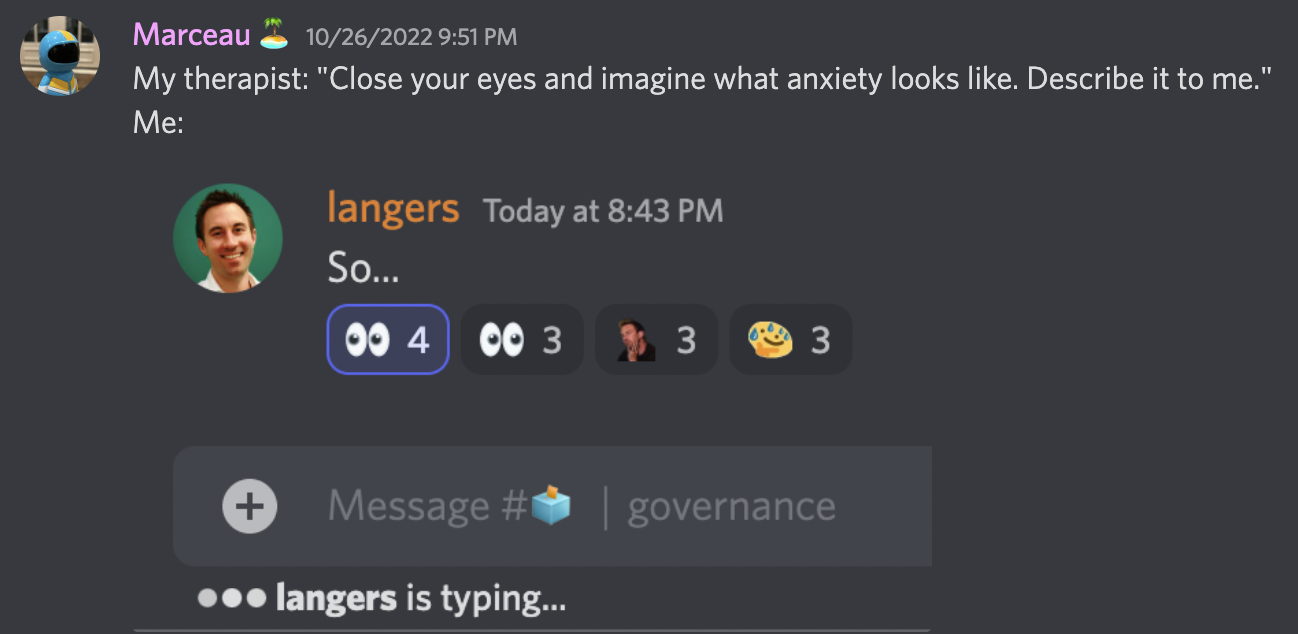 Marceau 🏝️ 10/26/2022 9:51 PM
My therapist: "Close your eyes and imagine what anxiety looks like. Describe it to me."
Me:
langers Today at 8:43 PM
So...
👀 4 👀 3 3 3
Message #🗳️ | governance
langers is typing...